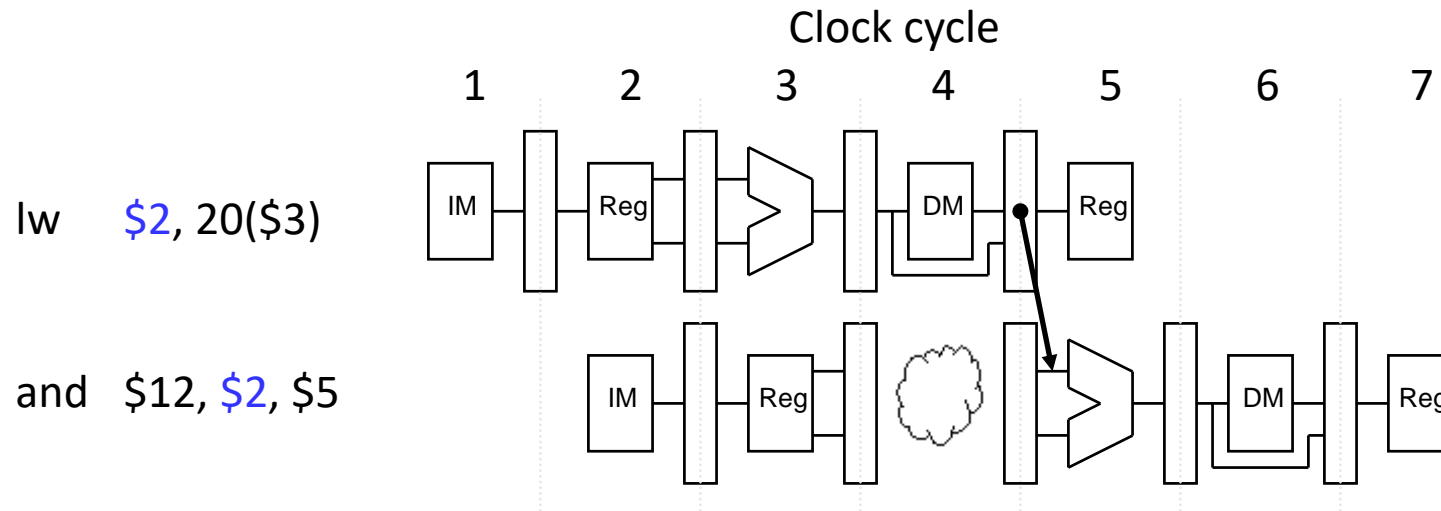 Clock cycle
1 2 3 4 5 6 7
IM Reg DM Reg
lw $2, 20($3)
IM Reg DM Reg
and $12, $2, $5